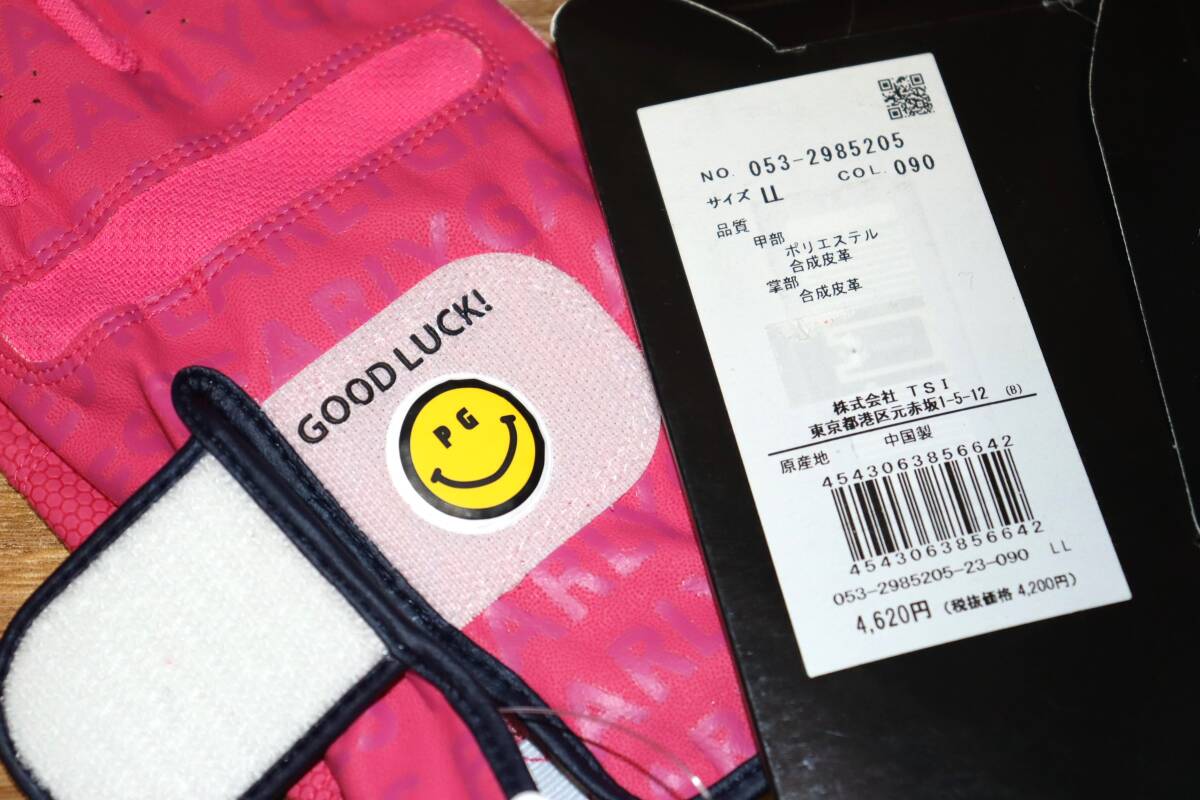 GOOD LUCK!
PG
NO. 053-2985205
サイズ LL COL. 090
品質
甲部
ポリエステル
合成皮革
掌部
合成皮革
株式会社 TSI
東京都港区元赤坂1-5-12 (B)
原産地 中国製
4543063856642
4543063856642
053-2985205-23-090 LL
4,620円 (税抜価格 4,200円)